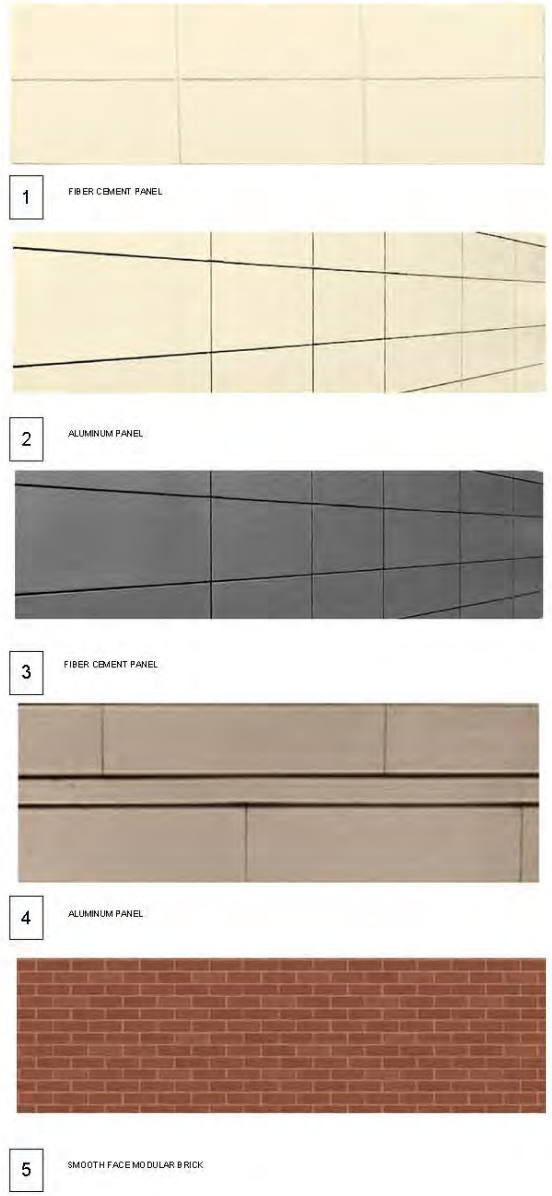 1 FIBER CEMENT PANEL
2 ALUMINUM PANEL
3 FIBER CEMENT PANEL
4 ALUMINUM PANEL
5 SMOOTH FACE MODULAR BRICK